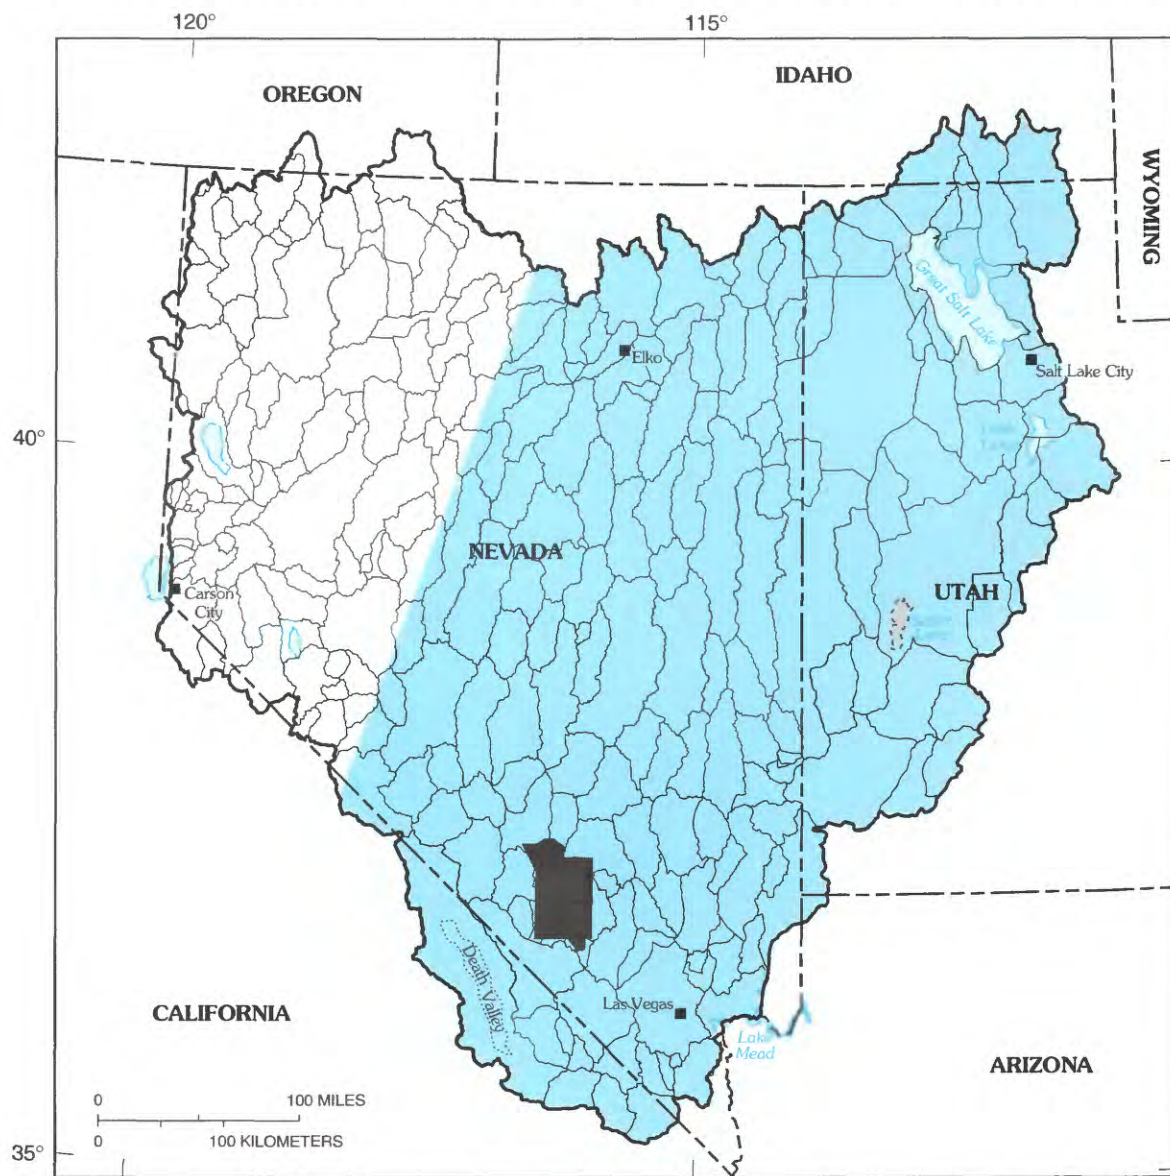 120°
115°
OREGON
IDAHO
WYOMING
Great Salt Lake
Elko
Salt Lake City
40°
NEVADA
UTAH
Carson
City
Death Valley
Las Vegas
CALIFORNIA
Lake
Mead
ARIZONA
0 100 MILES
0 100 KILOMETERS
35°